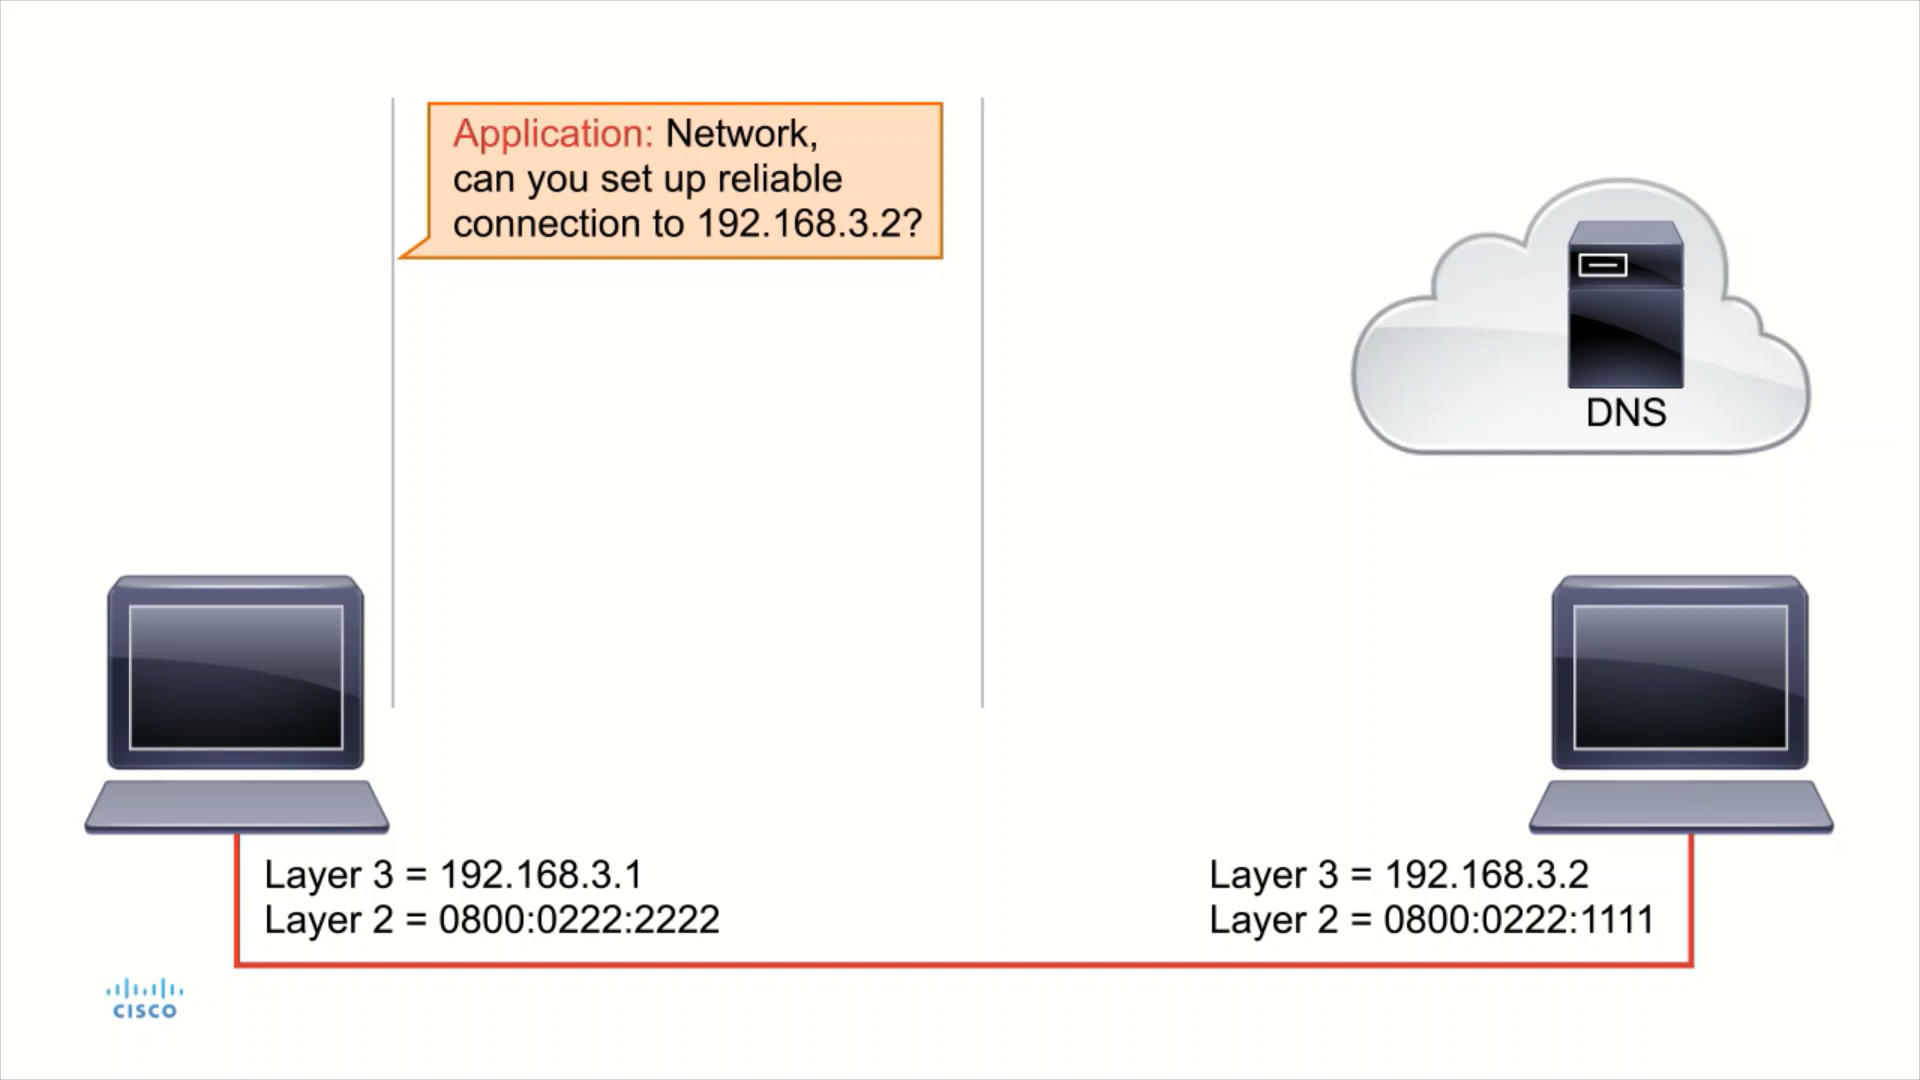 Application: Network,
can you set up reliable
connection to 192.168.3.2?
DNS
Layer 3 = 192.168.3.1
Layer 2 = 0800:0222:2222
Layer 3 = 192.168.3.2
Layer 2 = 0800:0222:1111
CISCO